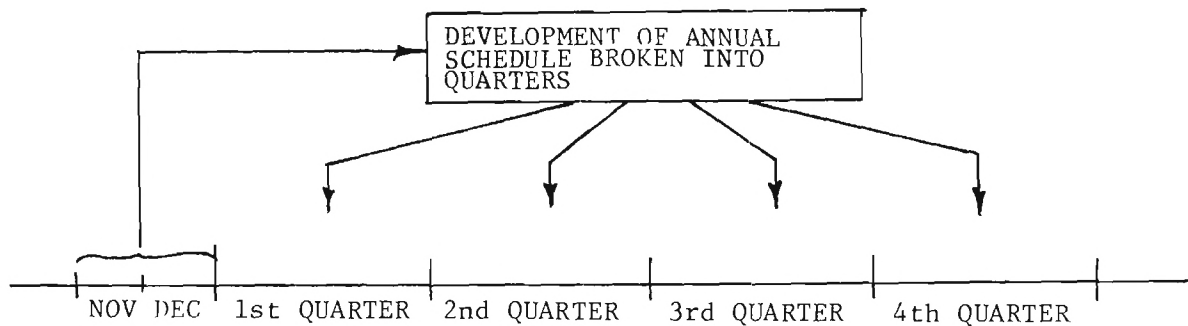 DEVELOPMENT OF ANNUAL
SCHEDULE BROKEN INTO
QUARTERS
NOV DEC 1st QUARTER 2nd QUARTER 3rd QUARTER 4th QUARTER